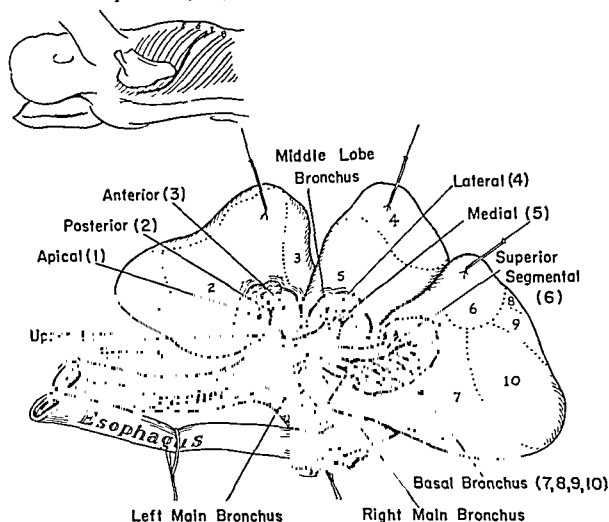 Middle Lobe
Bronchus
Lateral (4)
Anterior (3)
Medial (5)
Posterior (2)
4
Superior
Segmental
(6)
Apical (1)
3
2
5
6
8
9
7
10
Esophagus
Basal Bronchus (7,8,9,10)
Left Main Bronchus
Right Main Bronchus